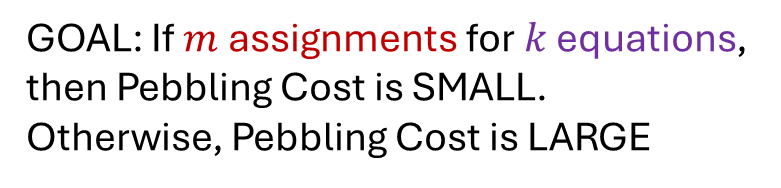 GOAL: If m assignments for k equations,
then Pebbling Cost is SMALL.
Otherwise, Pebbling Cost is LARGE